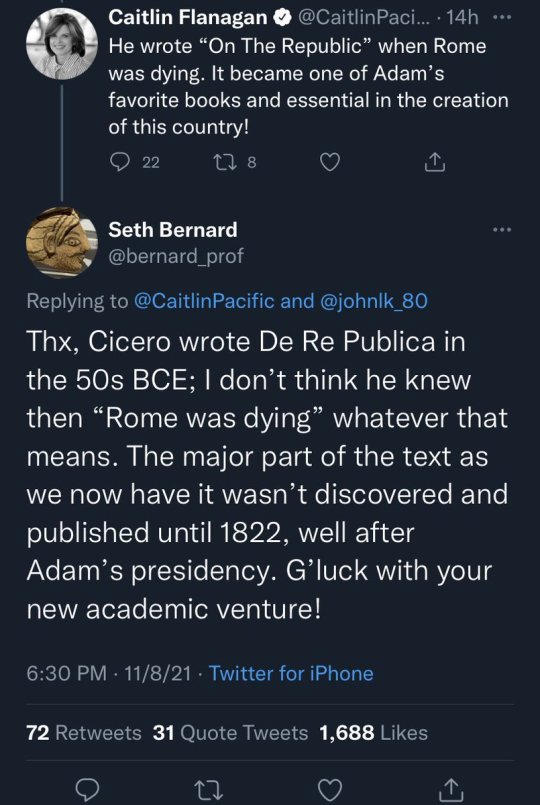 Caitlin Flanagan @CaitlinPaci... · 14h
He wrote “On The Republic” when Rome
was dying. It became one of Adam’s
favorite books and essential in the creation
of this country!
22 8
Seth Bernard
@bernard_prof
Replying to @CaitlinPacific and @johnlk_80
Thx, Cicero wrote De Re Publica in
the 50s BCE; I don’t think he knew
then “Rome was dying” whatever that
means. The major part of the text as
we now have it wasn’t discovered and
published until 1822, well after
Adam’s presidency. G’luck with your
new academic venture!
6:30 PM · 11/8/21 · Twitter for iPhone
72 Retweets 31 Quote Tweets 1,688 Likes